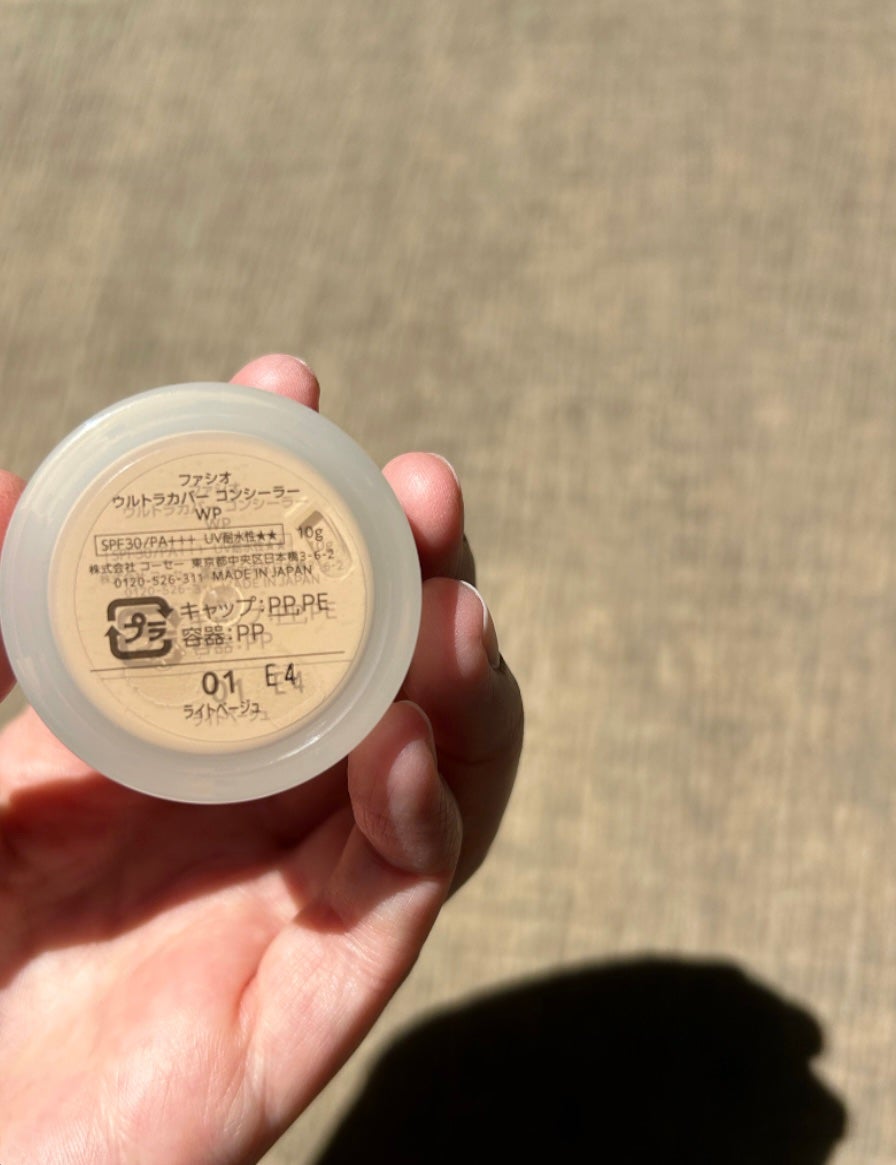 ファシオ
ウルトラカバー コンシーラー
WP
SPF30/PA+++ UV耐水性★★ 10g
株式会社 コーセー 東京都中央区日本橋3-6-2
0120-526-311 MADE IN JAPAN
プラ キャップ:PP,PE
容器:PP
01 E4
ライトベージュ